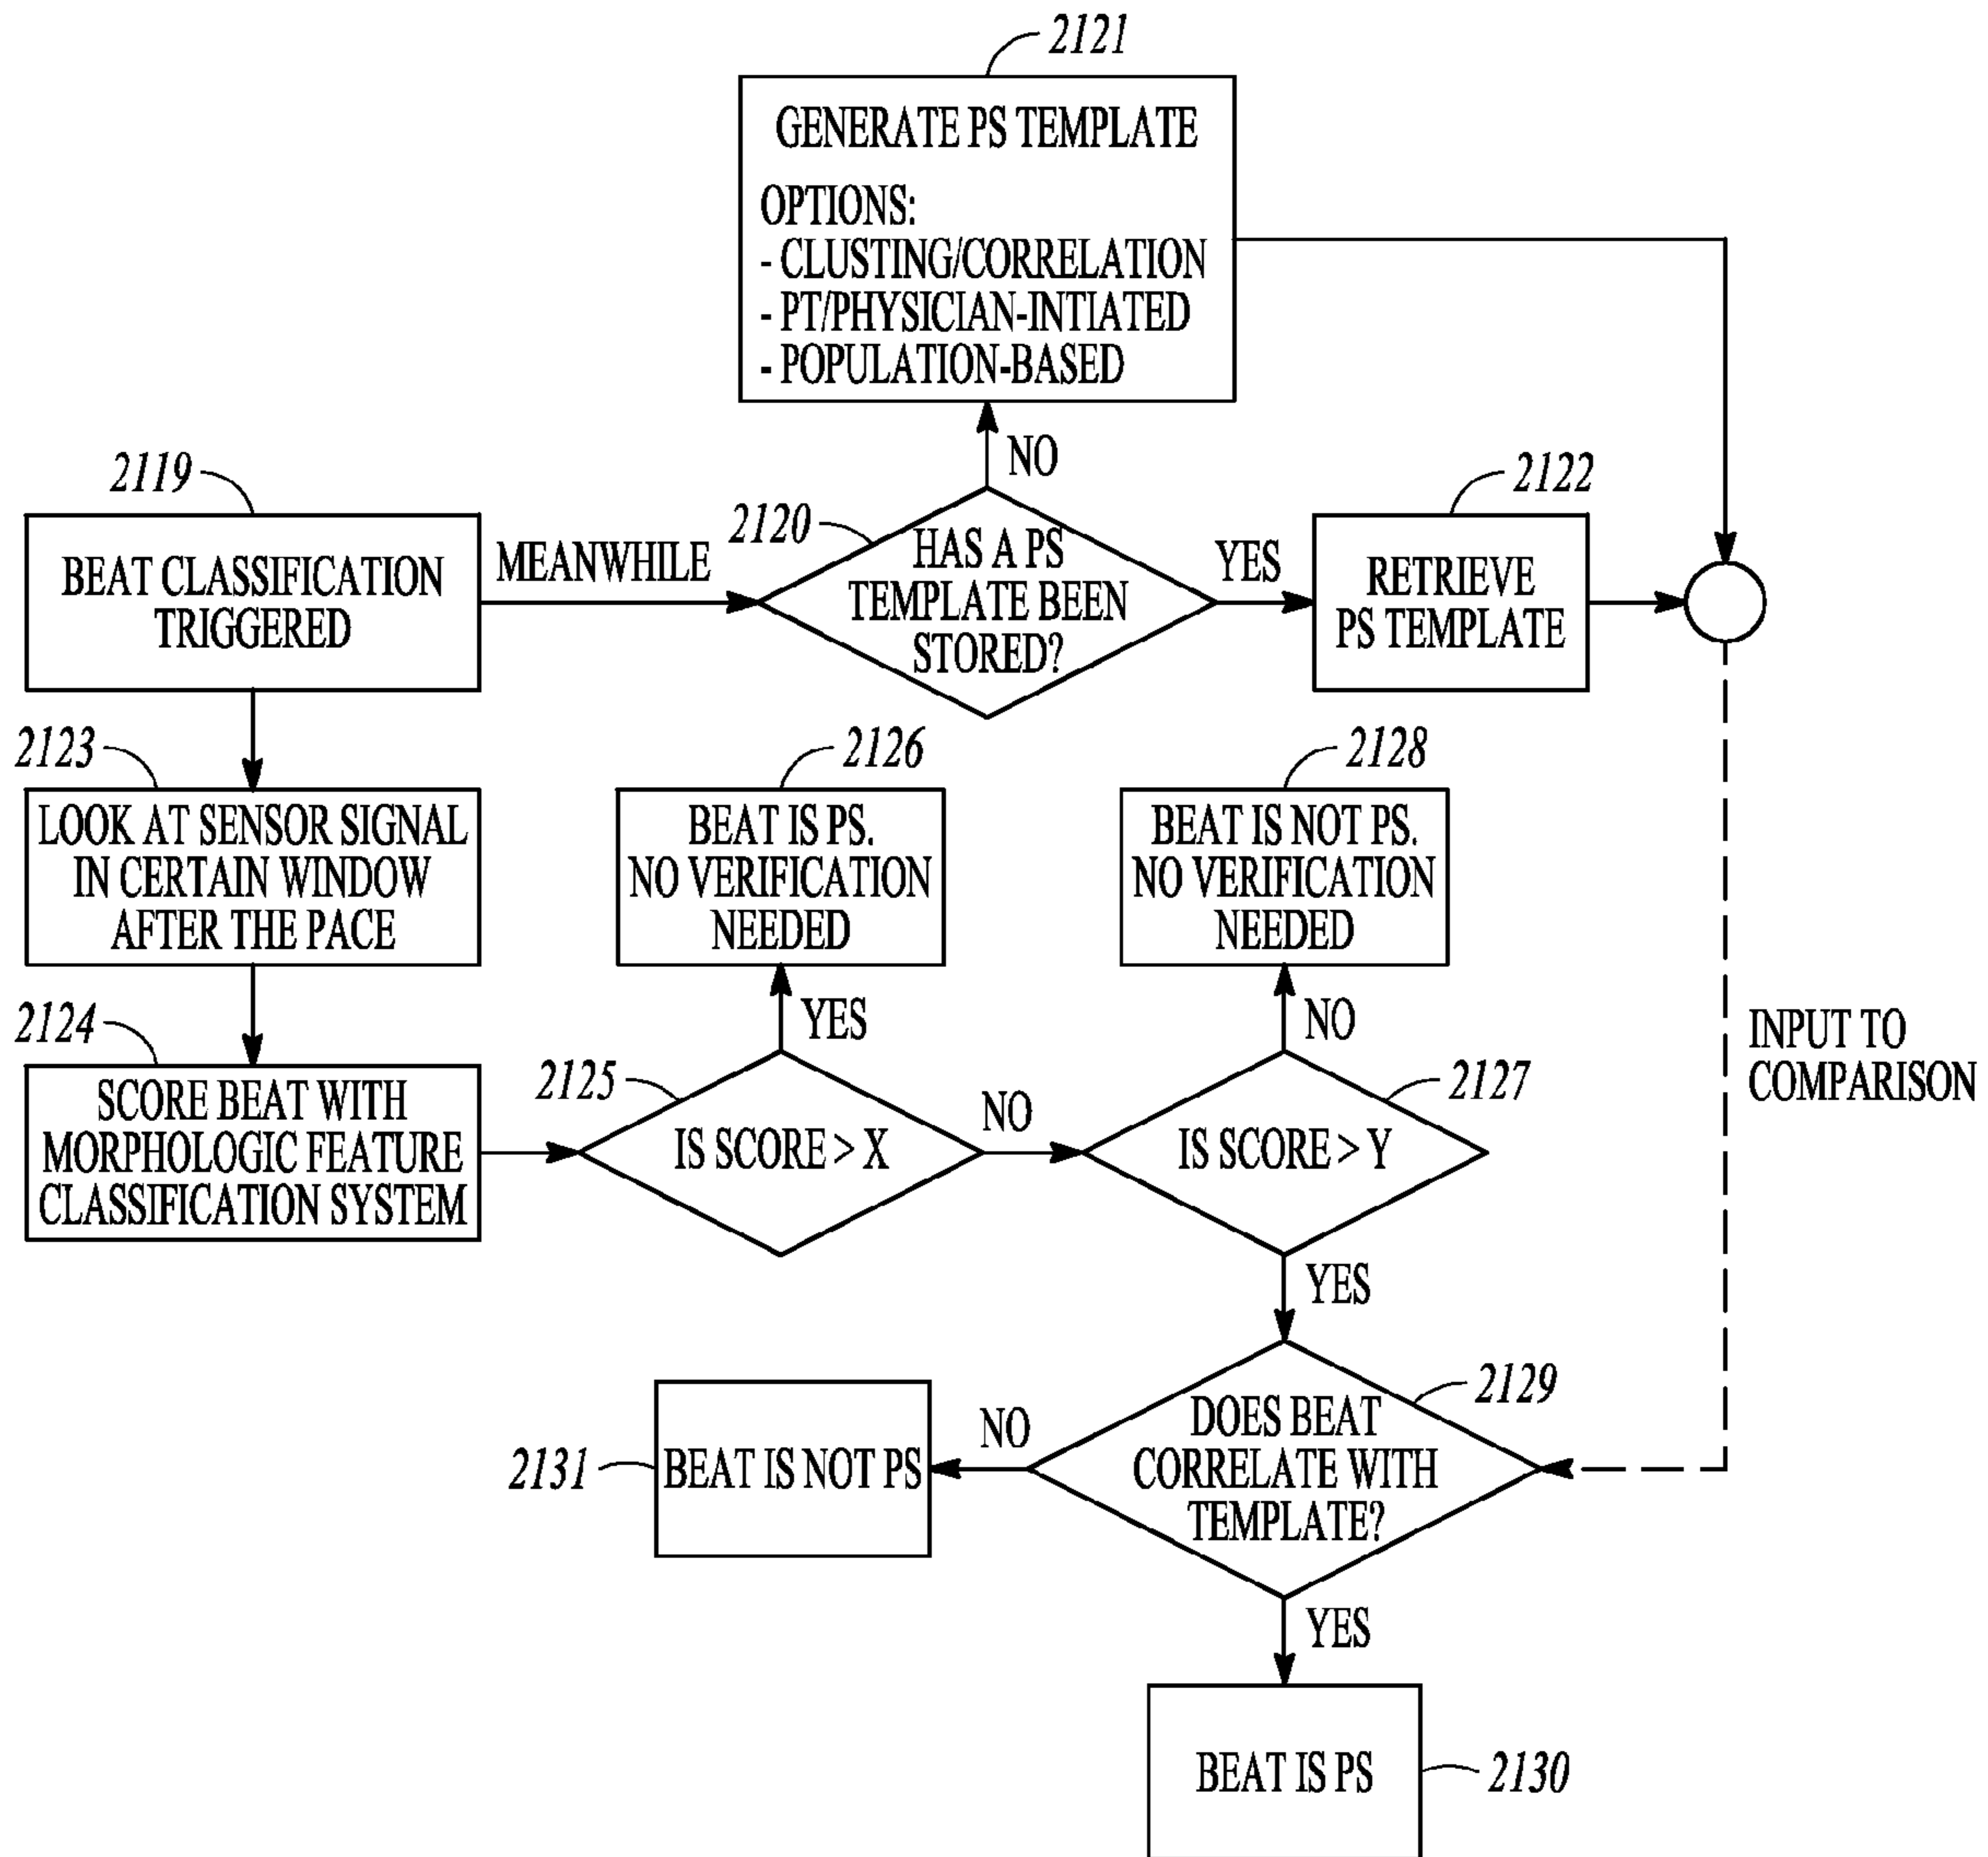 2121
GENERATE PS TEMPLATE
OPTIONS:
- CLUSTING/CORRELATION
- PT/PHYSICIAN-INTIATED
- POPULATION-BASED
NO
2119
BEAT CLASSIFICATION
TRIGGERED
MEANWHILE
2120
HAS A PS
TEMPLATE BEEN
STORED?
YES
2122
RETRIEVE
PS TEMPLATE
2123
LOOK AT SENSOR SIGNAL
IN CERTAIN WINDOW
AFTER THE PACE
2126
BEAT IS PS.
NO VERIFICATION
NEEDED
2128
BEAT IS NOT PS.
NO VERIFICATION
NEEDED
YES
NO
INPUT TO
COMPARISON
2124
SCORE BEAT WITH
MORPHOLOGIC FEATURE
CLASSIFICATION SYSTEM
2125
IS SCORE > X
NO
2127
IS SCORE > Y
YES
2129
DOES BEAT
CORRELATE WITH
TEMPLATE?
NO
2131
BEAT IS NOT PS
YES
BEAT IS PS
2130